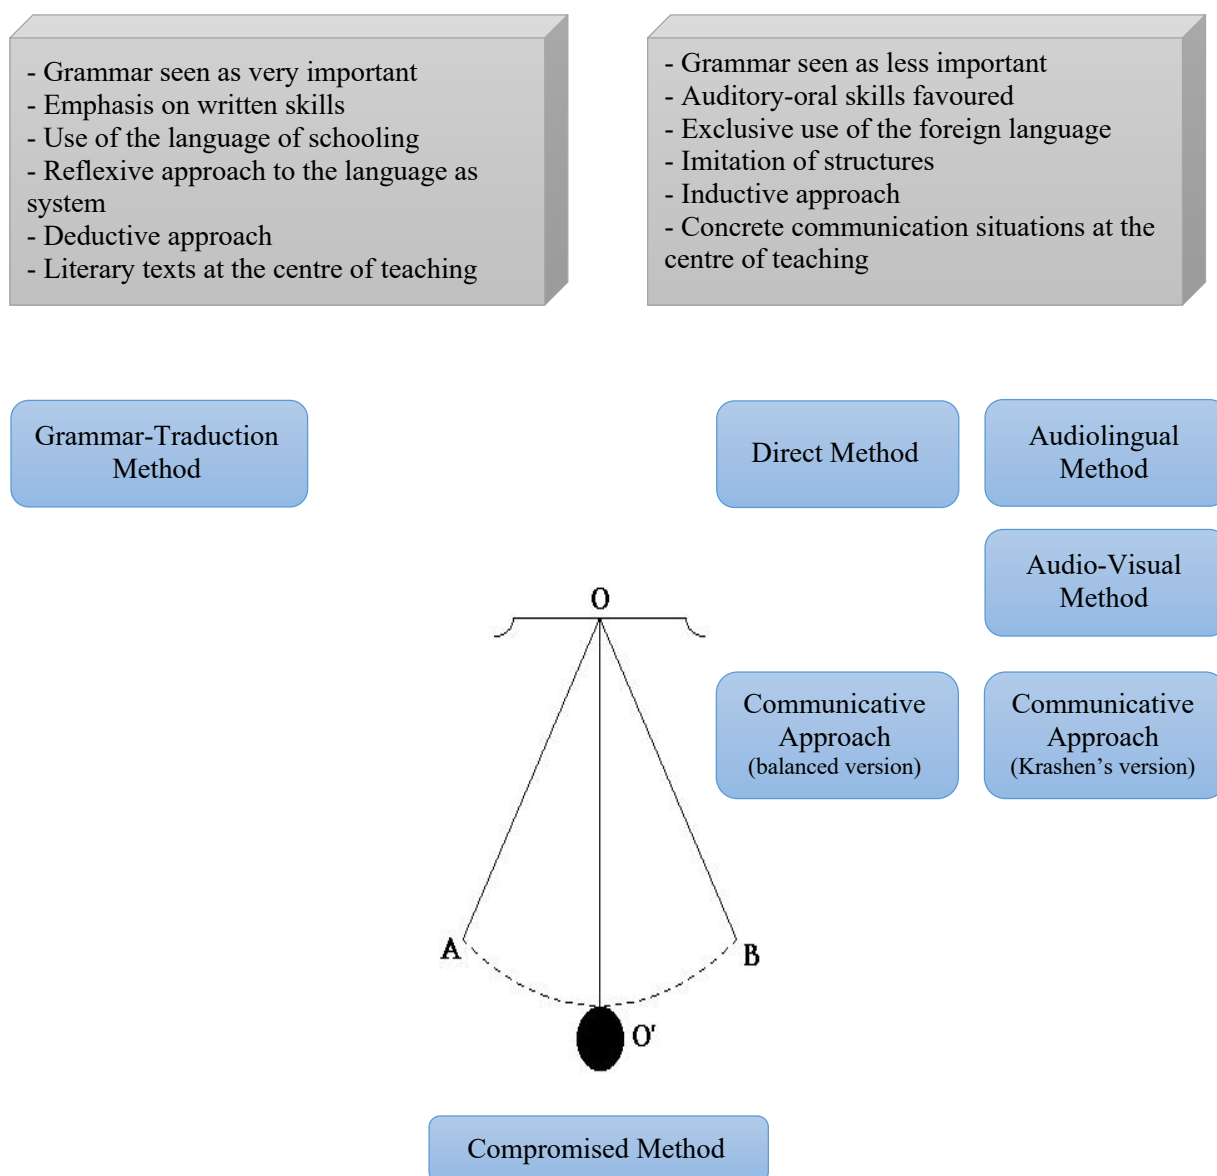 - Grammar seen as very important
- Emphasis on written skills
- Use of the language of schooling
- Reflexive approach to the language as
system
- Deductive approach
- Literary texts at the centre of teaching
- Grammar seen as less important
- Auditory-oral skills favoured
- Exclusive use of the foreign language
- Imitation of structures
- Inductive approach
- Concrete communication situations at the
centre of teaching
Grammar-Traduction
Method
Direct Method
Audiolingual
Method
Audio-Visual
Method
O
Communicative
Approach
(balanced version)
Communicative
Approach
(Krashen’s version)
A
B
O'
Compromised Method